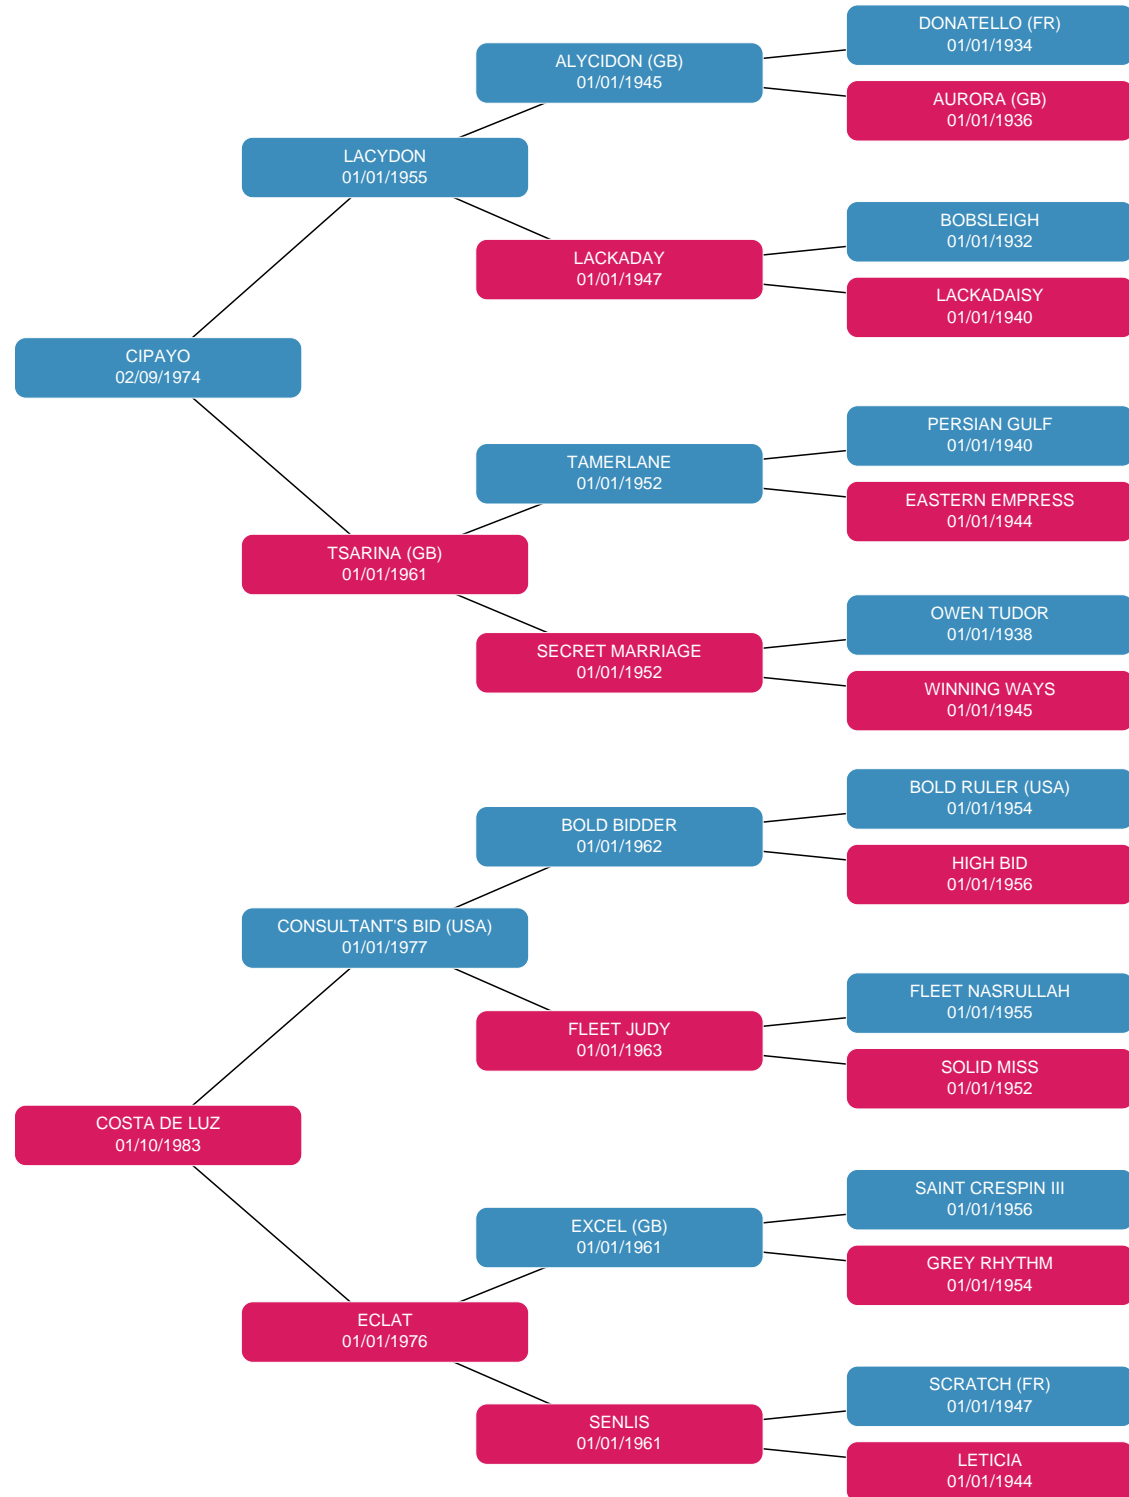 DONATELLO (FR)
01/01/1934
ALYCIDON (GB)
01/01/1945
AURORA (GB)
01/01/1936
LACYDON
01/01/1955
BOBSLEIGH
01/01/1932
LACKADAY
01/01/1947
LACKADAISY
01/01/1940
CIPAYO
02/09/1974
PERSIAN GULF
01/01/1940
TAMERLANE
01/01/1952
EASTERN EMPRESS
01/01/1944
TSARINA (GB)
01/01/1961
OWEN TUDOR
01/01/1938
SECRET MARRIAGE
01/01/1952
WINNING WAYS
01/01/1945
BOLD RULER (USA)
01/01/1954
BOLD BIDDER
01/01/1962
HIGH BID
01/01/1956
CONSULTANT'S BID (USA)
01/01/1977
FLEET NASRULLAH
01/01/1955
FLEET JUDY
01/01/1963
SOLID MISS
01/01/1952
COSTA DE LUZ
01/10/1983
SAINT CRESPIN III
01/01/1956
EXCEL (GB)
01/01/1961
GREY RHYTHM
01/01/1954
ECLAT
01/01/1976
SCRATCH (FR)
01/01/1947
SENLIS
01/01/1961
LETICIA
01/01/1944